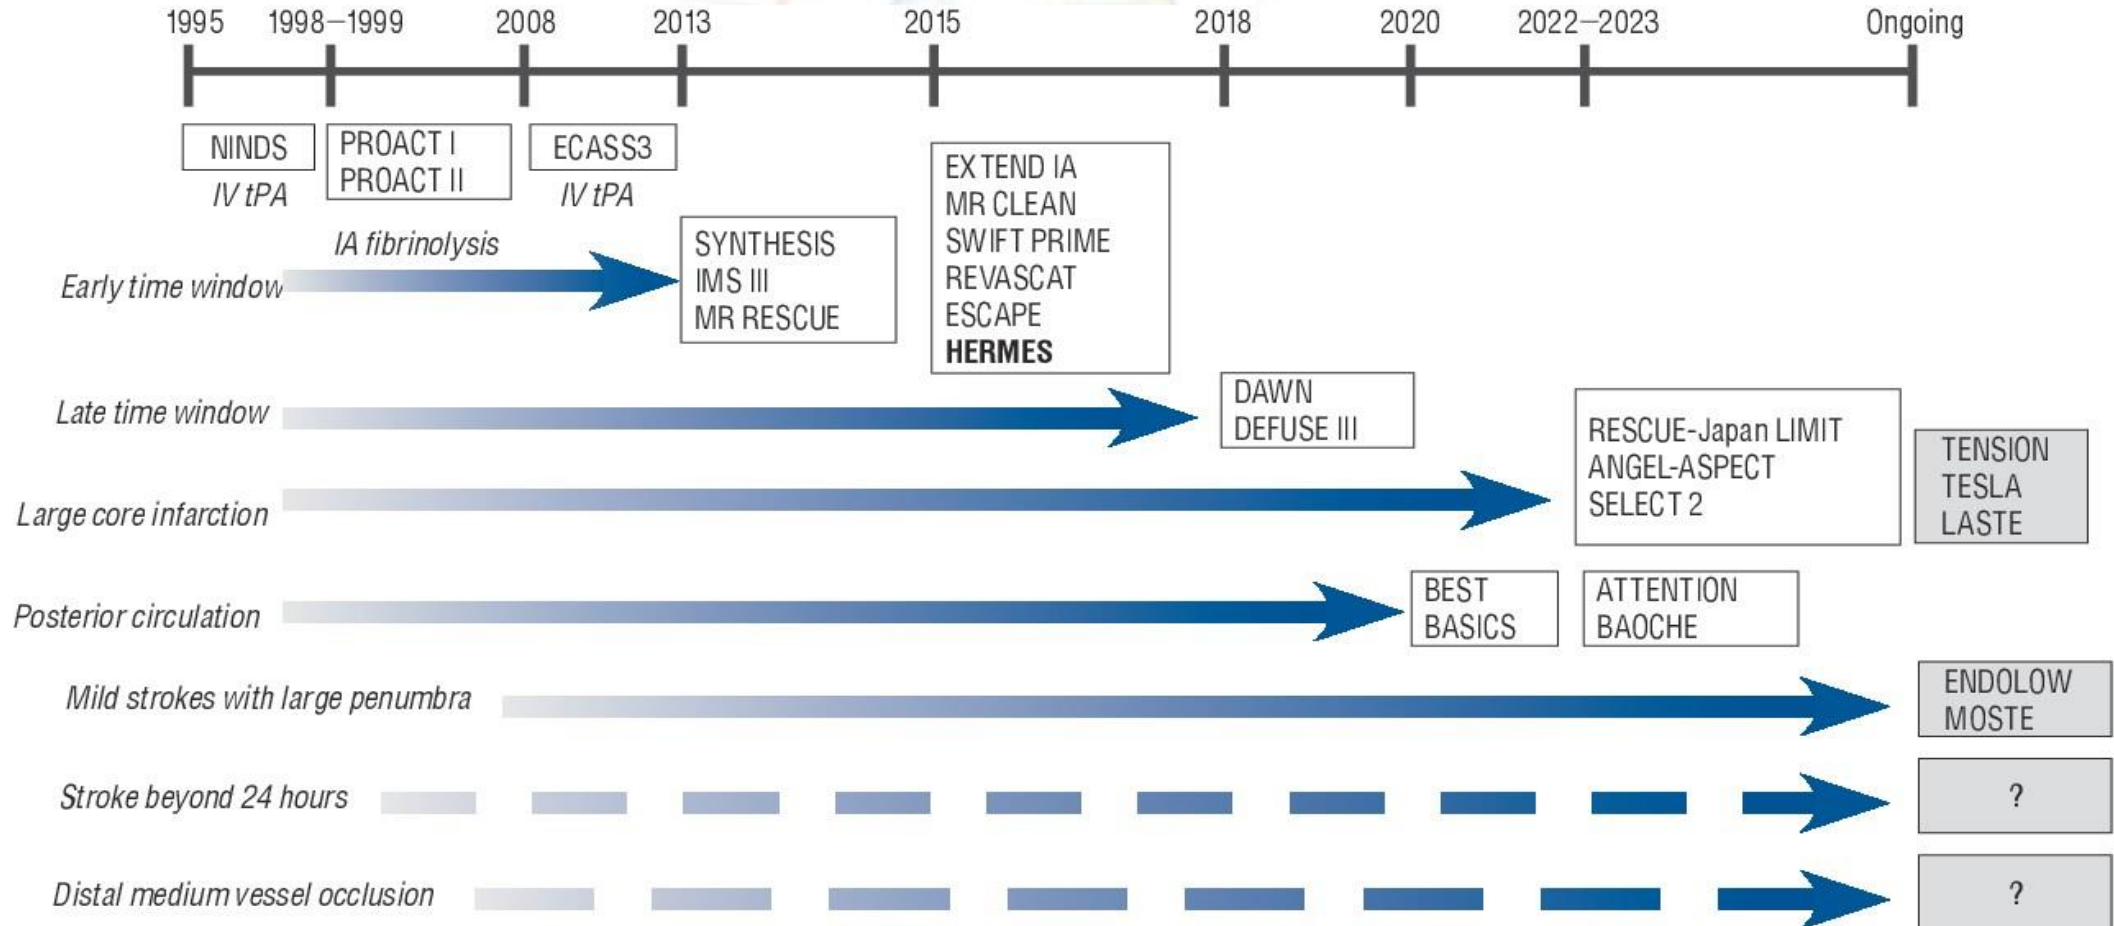 1995
1998–1999
2008
2013
2015
2018
2020
2022–2023
Ongoing
NINDS
IV tPA
PROACT I
PROACT II
IA fibrinolysis
ECASS3
IV tPA
Early time window
SYNTHESIS
IMS III
MR RESCUE
EXTEND IA
MR CLEAN
SWIFT PRIME
REVASCAT
ESCAPE
HERMES
Late time window
DAWN
DEFUSE III
Large core infarction
RESCUE-Japan LIMIT
ANGEL-ASPECT
SELECT 2
TENSION
TESLA
LASTE
Posterior circulation
BEST
BASICS
ATTENTION
BAOCHE
Mild strokes with large penumbra
ENDOLOW
MOSTE
Stroke beyond 24 hours
?
Distal medium vessel occlusion
?